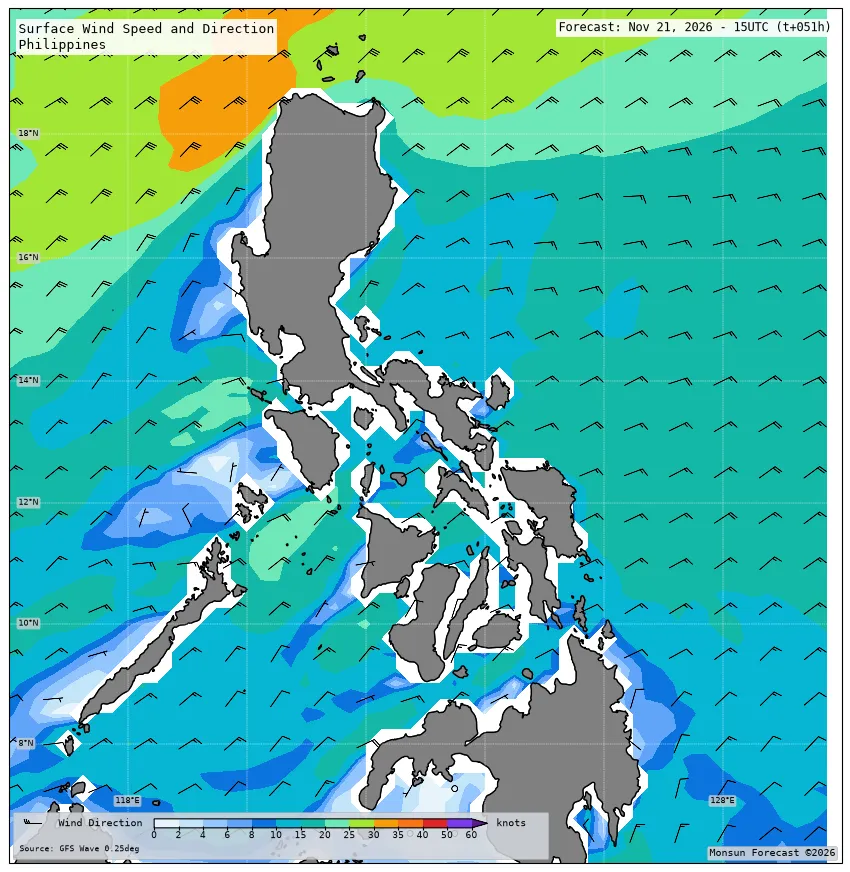 Surface Wind Speed and Direction
Philippines
Forecast: Nov 21, 2026 - 15UTC (t+051h)
18°N
16°N
14°N
12°N
10°N
8°N
118°E
128°E
Wind Direction
0 2 4 6 8 10 15 20 25 30 35 40 50 60
knots
Source: GFS Wave 0.25deg
Monsun Forecast ©2026